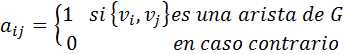 a_{ij} = { 1 si {v_i, v_j} es una arista de G
0 en caso contrario